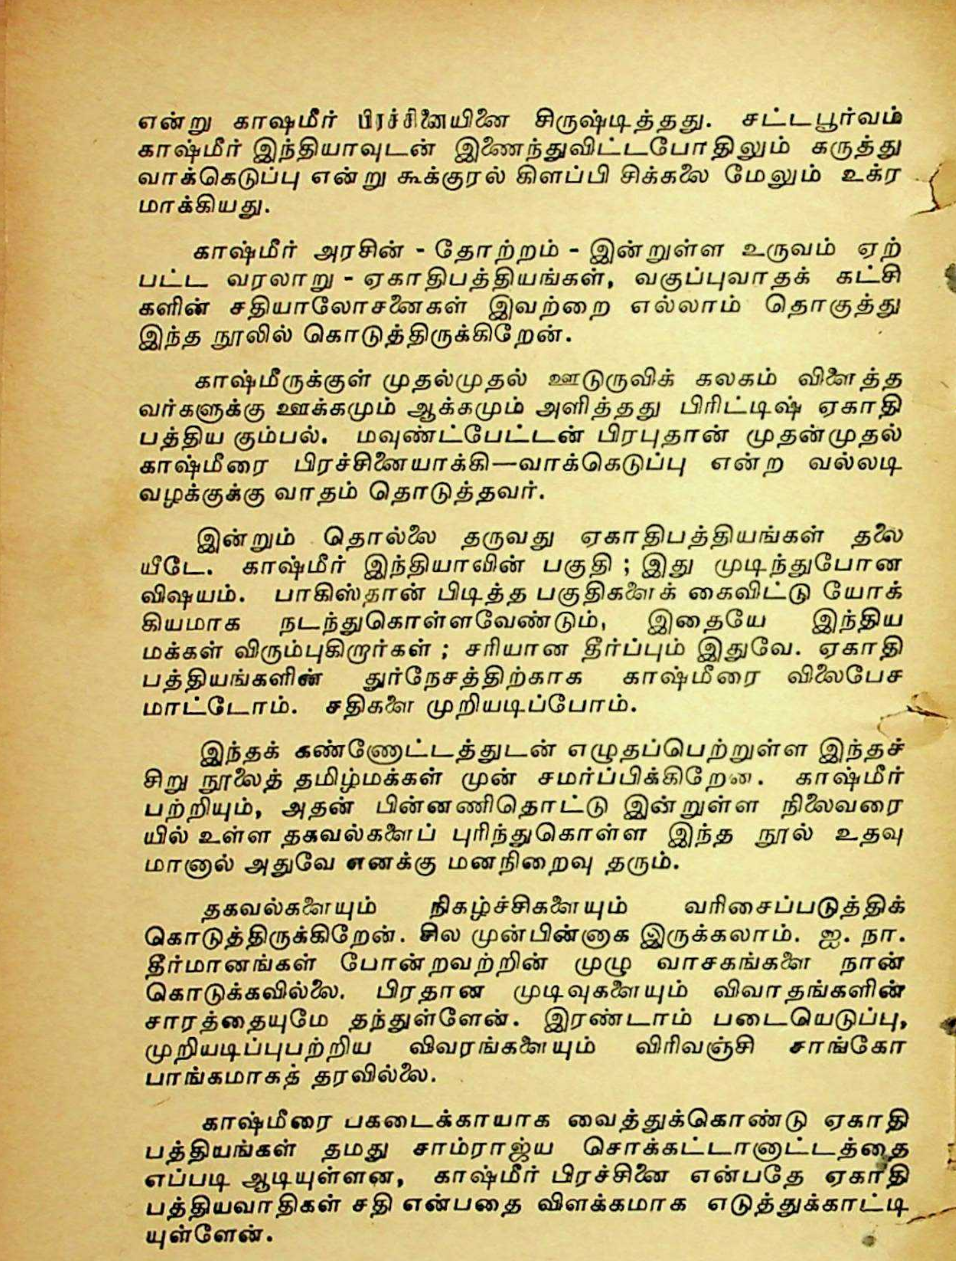 என்று காஷமீர் பிரச்சினையினை சிருஷ்டித்தது. சட்டபூர்வம்
காஷ்மீர் இந்தியாவுடன் இணைந்துவிட்டபோதிலும் கருத்து
வாக்கெடுப்பு என்று கூக்குரல் கிளப்பி சிக்கலை மேலும் உக்ர
மாக்கியது.
காஷ்மீர் அரசின் - தோற்றம் - இன்றுள்ள உருவம் ஏற்
பட்ட வரலாறு - ஏகாதிபத்தியங்கள், வகுப்புவாதக் கட்சி
களின் சதியாலோசனைகள் இவற்றை எல்லாம் தொகுத்து
இந்த நூலில் கொடுத்திருக்கிறேன்.
காஷ்மீருக்குள் முதல்முதல் ஊடுருவிக் கலகம் விளைத்த
வர்களுக்கு ஊக்கமும் ஆக்கமும் அளித்தது பிரிட்டிஷ் ஏகாதி
பத்திய கும்பல். மவுண்ட்பேட்டன் பிரபுதான் முதன்முதல்
காஷ்மீரை பிரச்சினையாக்கி—வாக்கெடுப்பு என்ற வல்லடி
வழக்குக்கு வாதம் தொடுத்தவர்.
இன்றும் தொல்லை தருவது ஏகாதிபத்தியங்கள் தலை
யீடே. காஷ்மீர் இந்தியாவின் பகுதி ; இது முடிந்துபோன
விஷயம். பாகிஸ்தான் பிடித்த பகுதிகளைக் கைவிட்டு யோக்
கியமாக நடந்துகொள்ளவேண்டும், இதையே இந்திய
மக்கள் விரும்புகிறார்கள் ; சரியான தீர்ப்பும் இதுவே. ஏகாதி
பத்தியங்களின் துர்நேசத்திற்காக காஷ்மீரை விலைபேச
மாட்டோம். சதிகளை முறியடிப்போம்.
இந்தக் கண்ணோட்டத்துடன் எழுதப்பெற்றுள்ள இந்தச்
சிறு நூலைத் தமிழ்மக்கள் முன் சமர்ப்பிக்கிறேன. காஷ்மீர்
பற்றியும், அதன் பின்னணிதொட்டு இன்றுள்ள நிலைவரை
யில் உள்ள தகவல்களைப் புரிந்துகொள்ள இந்த நூல் உதவு
மானால் அதுவே எனக்கு மனநிறைவு தரும்.
தகவல்களையும் நிகழ்ச்சிகளையும் வரிசைப்படுத்திக்
கொடுத்திருக்கிறேன். சில முன்பின்னாக இருக்கலாம். ஐ. நா.
தீர்மானங்கள் போன்றவற்றின் முழு வாசகங்களை நான்
கொடுக்கவில்லை. பிரதான முடிவுகளையும் விவாதங்களின்
சாரத்தையுமே தந்துள்ளேன். இரண்டாம் படையெடுப்பு,
முறியடிப்புபற்றிய விவரங்களையும் விரிவஞ்சி சாங்கோ
பாங்கமாகத் தரவில்லை.
காஷ்மீரை பகடைக்காயாக வைத்துக்கொண்டு ஏகாதி
பத்தியங்கள் தமது சாம்ராஜ்ய சொக்கட்டானாட்டத்தை
எப்படி ஆடியுள்ளன, காஷ்மீர் பிரச்சினை என்பதே ஏகாதி
பத்தியவாதிகள் சதி என்பதை விளக்கமாக எடுத்துக்காட்டி
யுள்ளேன்.